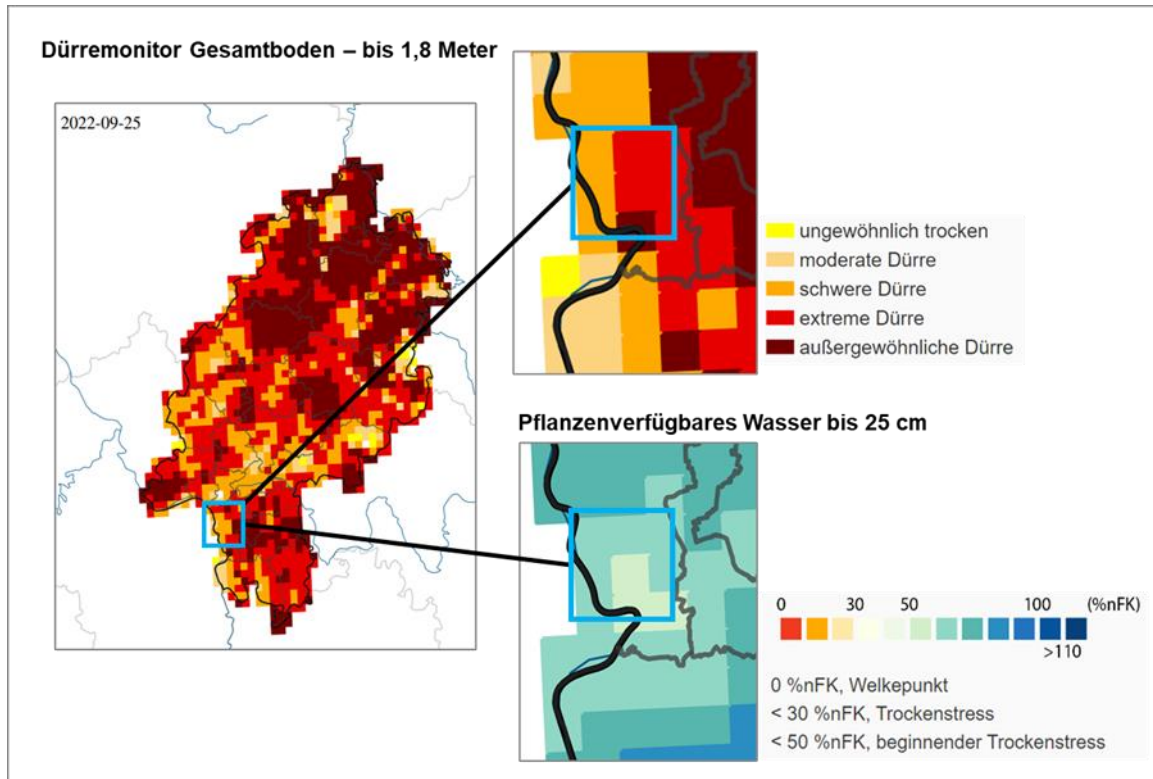 Dürremonitor Gesamtboden – bis 1,8 Meter
2022-09-25
ungewöhnlich trocken
moderate Dürre
schwere Dürre
extreme Dürre
außergewöhnliche Dürre
Pflanzenverfügbares Wasser bis 25 cm
0 30 50 100 (%nFK)
>110
0 %nFK, Welkepunkt
< 30 %nFK, Trockenstress
< 50 %nFK, beginnender Trockenstress